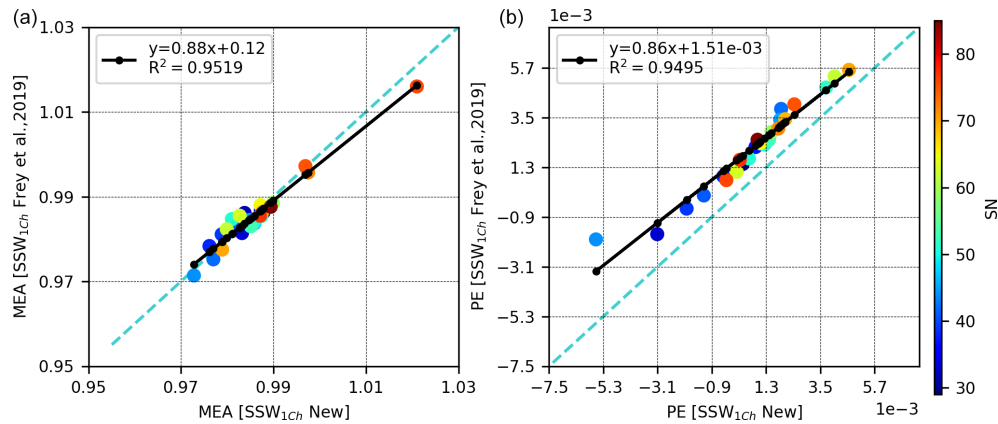 (a)
1.03
1.01
0.99
0.97
0.95
MEA [SSW1Ch Frey et al.,2019]
y=0.88x+0.12
R² = 0.9519
0.95 0.97 0.99 1.01 1.03
MEA [SSW1Ch New]
(b)
1e−3
5.7
3.5
1.3
−0.9
−3.1
−5.3
−7.5
PE [SSW1Ch Frey et al.,2019]
y=0.86x+1.51e-03
R² = 0.9495
−7.5 −5.3 −3.1 −0.9 1.3 3.5 5.7
PE [SSW1Ch New]
1e−3
80
70
60
50
40
30
SN